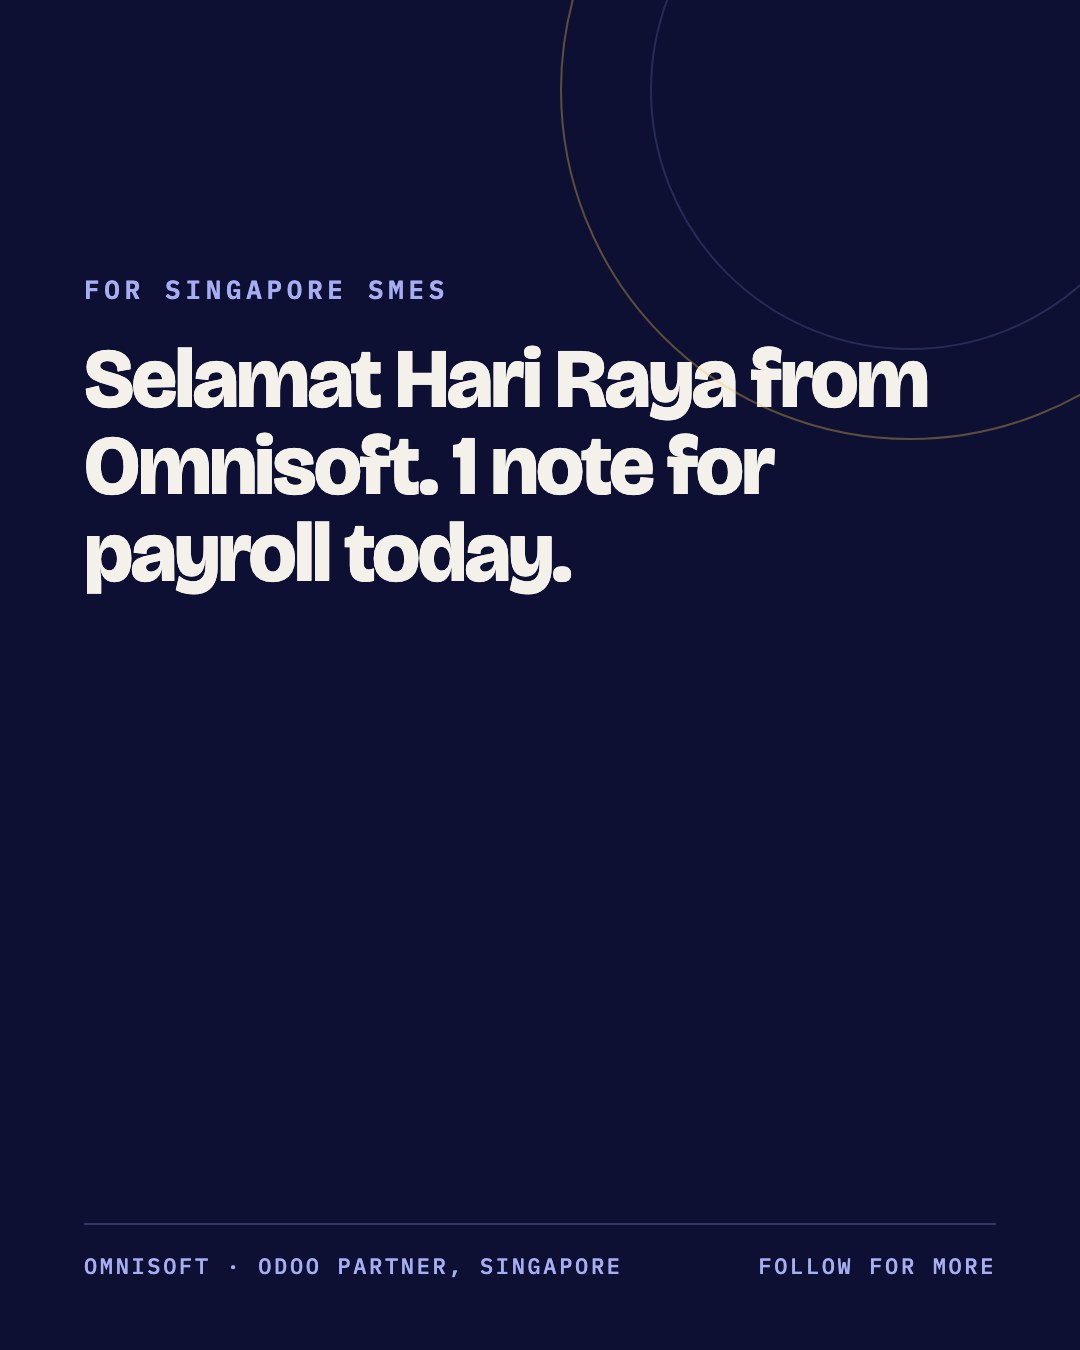 FOR SINGAPORE SMES
Selamat Hari Raya from
Omnisoft. 1 note for
payroll today.
OMNISOFT · ODOO PARTNER, SINGAPORE
FOLLOW FOR MORE